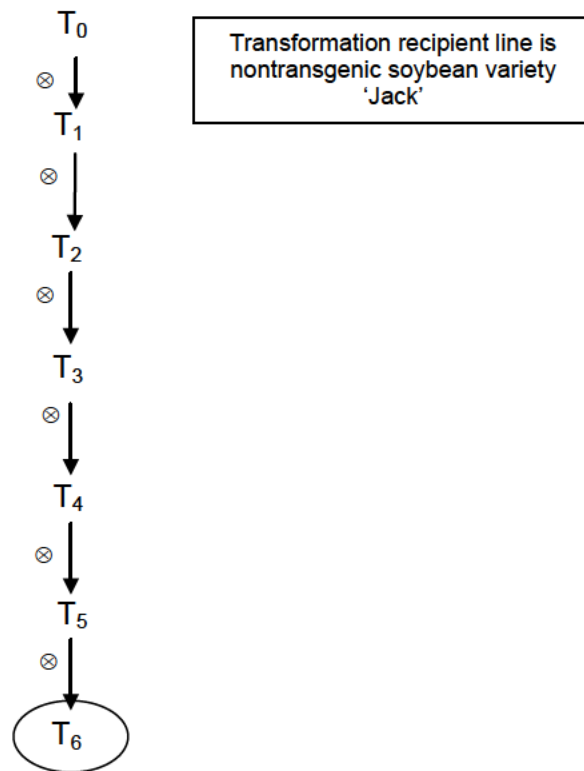 T₀
Transformation recipient line is
nontransgenic soybean variety
‘Jack’
⊗
T₁
⊗
T₂
⊗
T₃
⊗
T₄
⊗
T₅
⊗
T₆